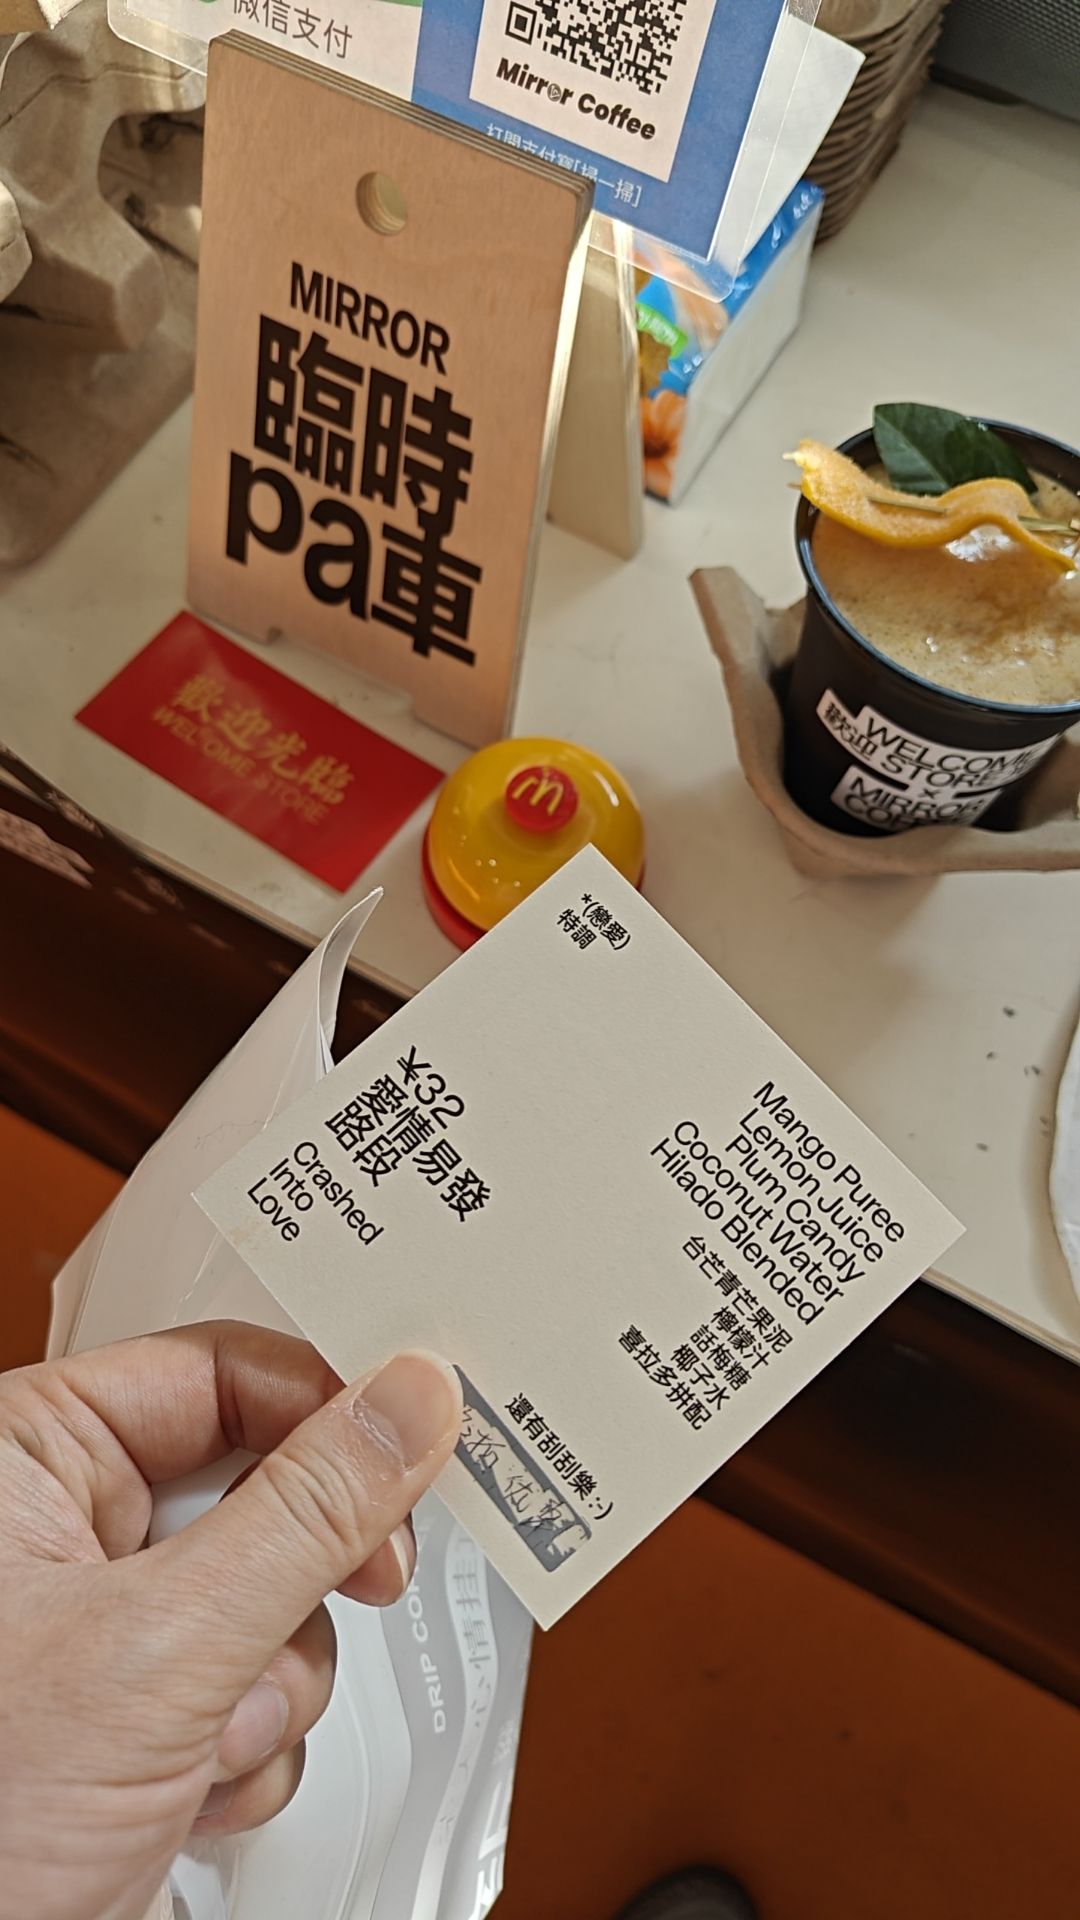 微信支付
Mirror Coffee
打開支付寶[掃一掃]
MIRROR
臨時
pa車
歡迎光臨
WELCOME STORE
歡迎
WELCOME
STORE
×
MIRROR
*(戀愛)
特調
¥32
愛情易發
路段
Crashed
Into
Love
Mango Puree
Lemon Juice
Plum Candy
Coconut Water
Hilado Blended
台芒青芒果泥
檸檬汁
話梅糖
椰子水
喜拉多拼配
還有刮刮樂:-)
DRIP